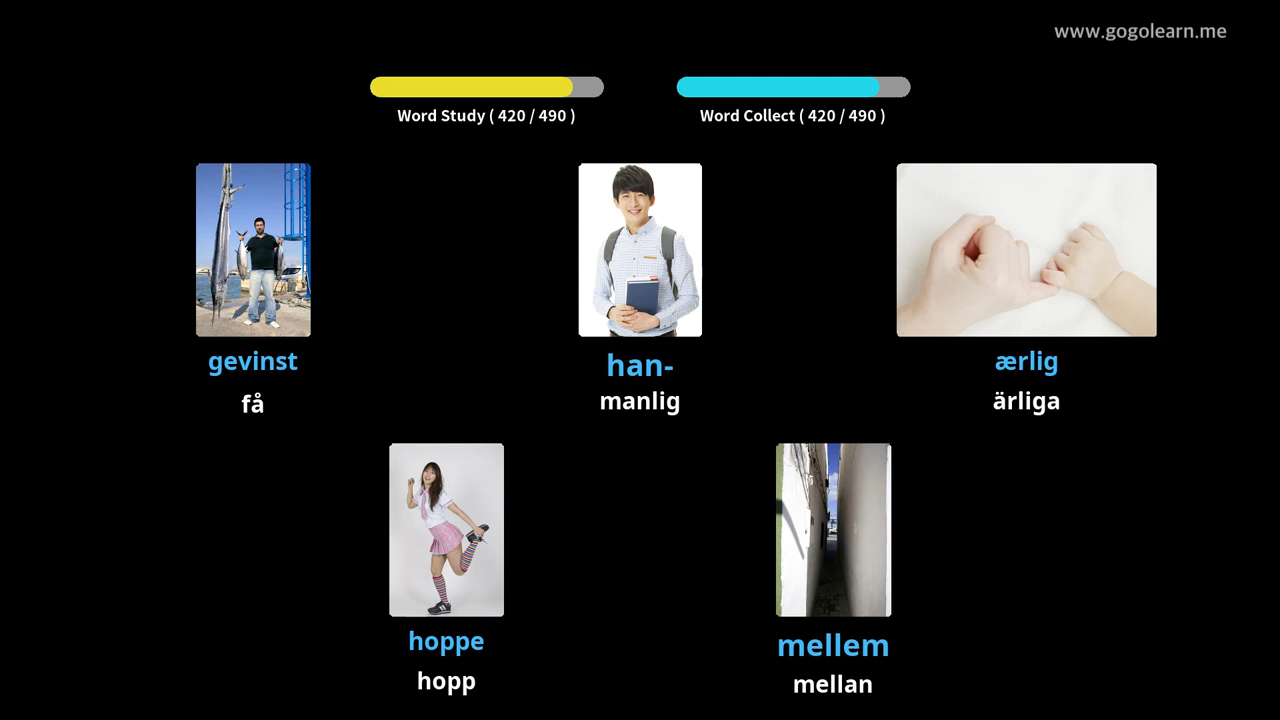 www.gogolearn.me
Word Study ( 420 / 490 )
Word Collect ( 420 / 490 )
gevinst
få
han-
manlig
ærlig
ärliga
hoppe
hopp
mellem
mellan